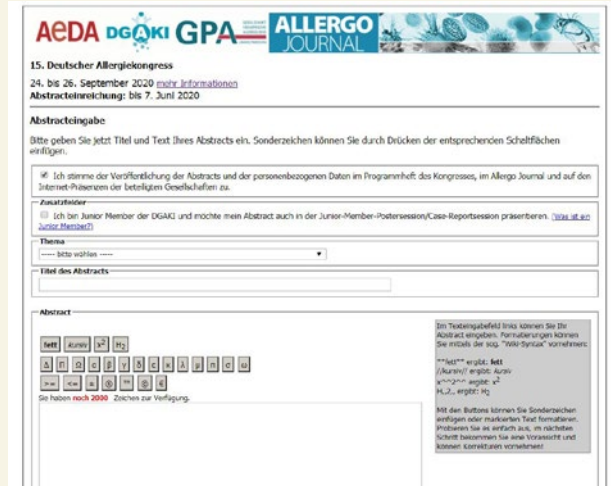 AeDA DGAKI GPA ALLERGO JOURNAL
15. Deutscher Allergiekongress
24. bis 26. September 2020 mehr Informationen
Abstracteinreichung: bis 7. Juni 2020
Abstracteingabe
Bitte geben Sie jetzt Titel und Text Ihres Abstracts ein. Sonderzeichen können Sie durch Drücken der entsprechenden Schaltflächen
einfügen.
Ich stimme der Veröffentlichung der Abstracts und der personenbezogenen Daten im Programmheft des Kongresses, im Allergo Journal und auf den
Internet-Präsenzen der beteiligten Gesellschaften zu.
Zusatzfelder
Ich bin Junior Member der DGAKI und möchte mein Abstract auch in der Junior-Member-Postersession/Case-Reportsession präsentieren. (Was ist ein
Junior Member?)
Thema
----- bitte wählen -----
Titel des Abstracts
Abstract
fett kursiv x² H₂
Δ Π Ω α β γ δ ε κ λ μ π σ ω
>= <= ± ® ™ © €
Sie haben noch 2000 Zeichen zur Verfügung.
Im Texteingabefeld links können Sie Ihr
Abstract eingeben. Formatierungen können
Sie mittels der sog. "Wiki-Syntax" vornehmen:
**fett** ergibt: fett
//kursiv// ergibt: kursiv
x^^2^^ ergibt: x²
H,,2,, ergibt: H₂
Mit den Buttons können Sie Sonderzeichen
einfügen oder markierten Text formatieren.
Probieren Sie es einfach aus, im nächsten
Schritt bekommen Sie eine Voransicht und
können Korrekturen vornehmen!